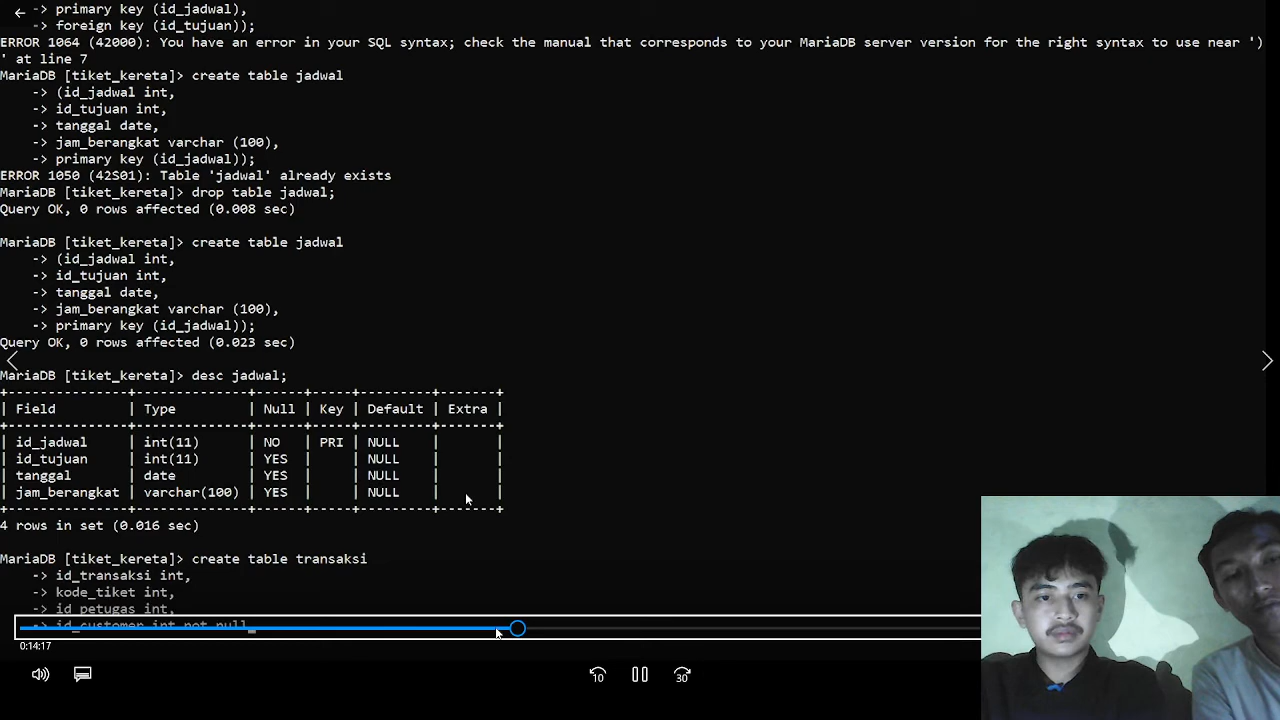 -> primary key (id_jadwal),
-> foreign key (id_tujuan));
ERROR 1064 (42000): You have an error in your SQL syntax; check the manual that corresponds to your MariaDB server version for the right syntax to use near ')
' at line 7
MariaDB [tiket_kereta]> create table jadwal
-> (id_jadwal int,
-> id_tujuan int,
-> tanggal date,
-> jam_berangkat varchar (100),
-> primary key (id_jadwal));
ERROR 1050 (42S01): Table 'jadwal' already exists
MariaDB [tiket_kereta]> drop table jadwal;
Query OK, 0 rows affected (0.008 sec)
MariaDB [tiket_kereta]> create table jadwal
-> (id_jadwal int,
-> id_tujuan int,
-> tanggal date,
-> jam_berangkat varchar (100),
-> primary key (id_jadwal));
Query OK, 0 rows affected (0.023 sec)
MariaDB [tiket_kereta]> desc jadwal;
+---------------+--------------+------+-----+---------+-------+
| Field | Type | Null | Key | Default | Extra |
+---------------+--------------+------+-----+---------+-------+
| id_jadwal | int(11) | NO | PRI | NULL | |
| id_tujuan | int(11) | YES | | NULL | |
| tanggal | date | YES | | NULL | |
| jam_berangkat | varchar(100) | YES | | NULL | |
+---------------+--------------+------+-----+---------+-------+
4 rows in set (0.016 sec)
MariaDB [tiket_kereta]> create table transaksi
-> id_transaksi int,
-> kode_tiket int,
-> id_petugas int,
-> id_customer int not null
0:14:17
10
30